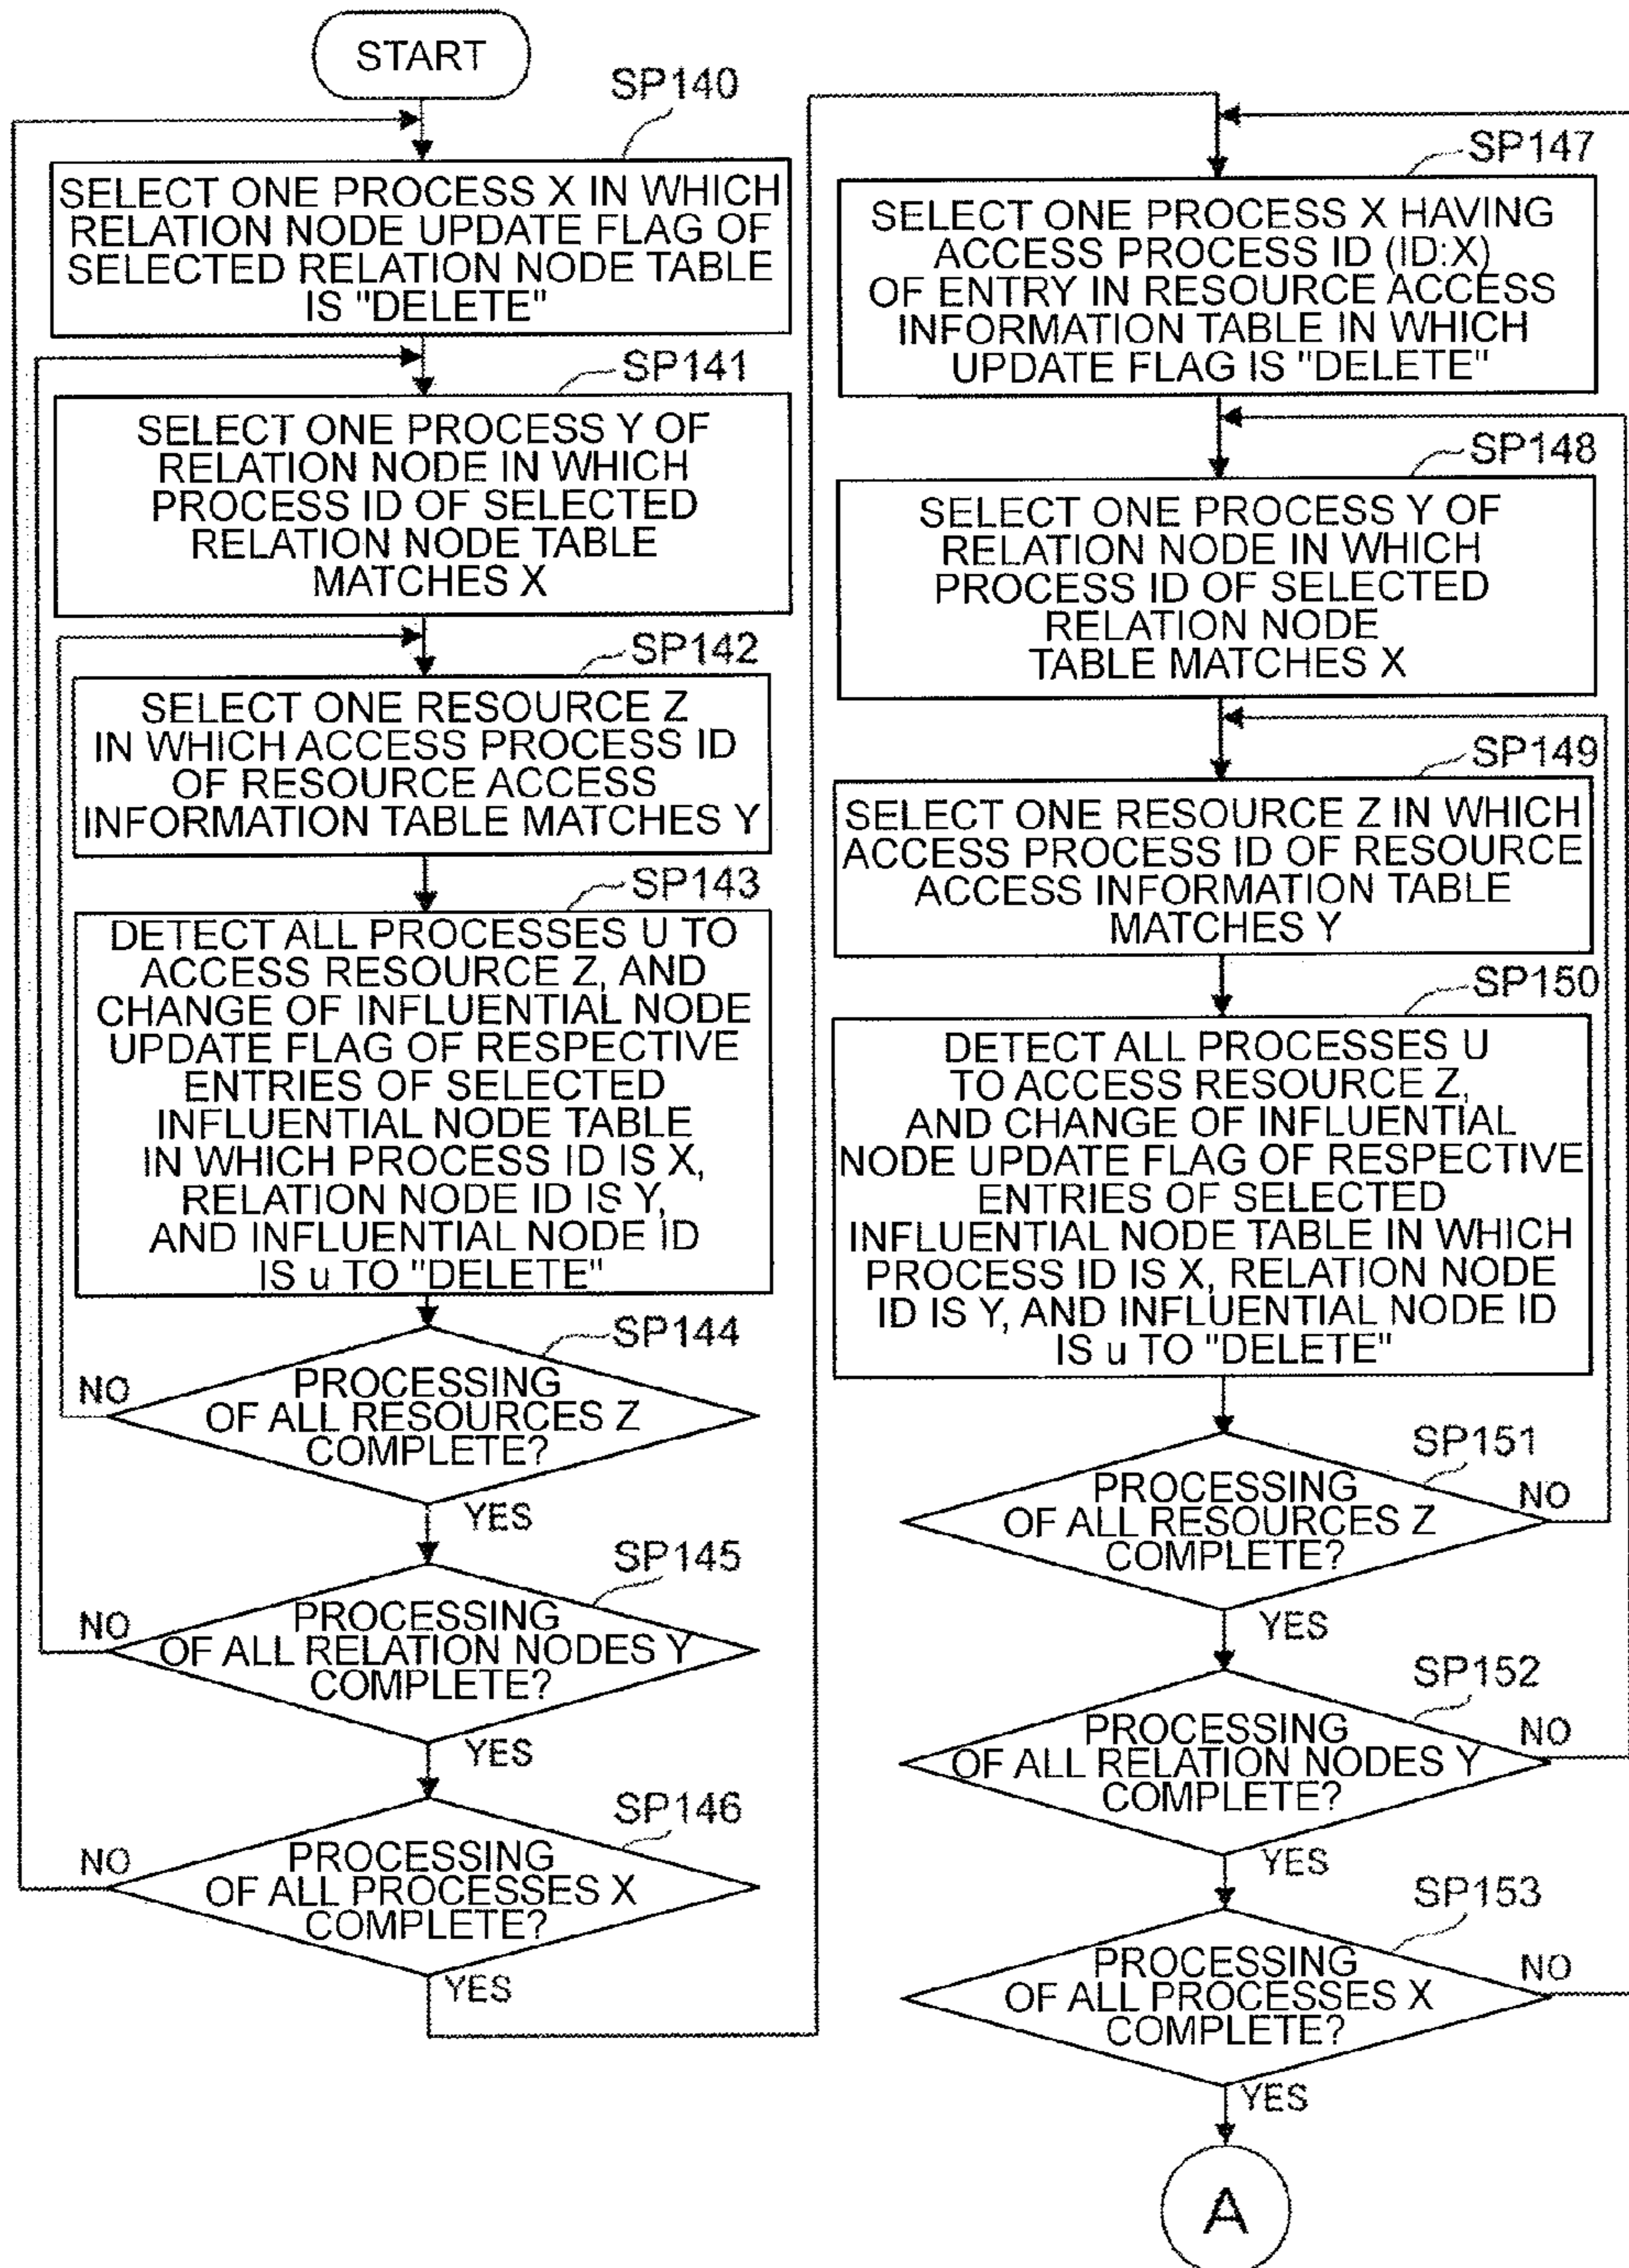 START
SP140
SELECT ONE PROCESS X IN WHICH
RELATION NODE UPDATE FLAG OF
SELECTED RELATION NODE TABLE
IS "DELETE"
SP141
SELECT ONE PROCESS Y OF
RELATION NODE IN WHICH
PROCESS ID OF SELECTED
RELATION NODE TABLE
MATCHES X
SP142
SELECT ONE RESOURCE Z
IN WHICH ACCESS PROCESS ID
OF RESOURCE ACCESS
INFORMATION TABLE MATCHES Y
SP143
DETECT ALL PROCESSES U TO
ACCESS RESOURCE Z, AND
CHANGE OF INFLUENTIAL NODE
UPDATE FLAG OF RESPECTIVE
ENTRIES OF SELECTED
INFLUENTIAL NODE TABLE
IN WHICH PROCESS ID IS X,
RELATION NODE ID IS Y,
AND INFLUENTIAL NODE ID
IS u TO "DELETE"
SP144
NO
PROCESSING
OF ALL RESOURCES Z
COMPLETE?
YES
SP145
NO
PROCESSING
OF ALL RELATION NODES Y
COMPLETE?
YES
SP146
NO
PROCESSING
OF ALL PROCESSES X
COMPLETE?
YES
SP147
SELECT ONE PROCESS X HAVING
ACCESS PROCESS ID (ID:X)
OF ENTRY IN RESOURCE ACCESS
INFORMATION TABLE IN WHICH
UPDATE FLAG IS "DELETE"
SP148
SELECT ONE PROCESS Y OF
RELATION NODE IN WHICH
PROCESS ID OF SELECTED
RELATION NODE
TABLE MATCHES X
SP149
SELECT ONE RESOURCE Z IN WHICH
ACCESS PROCESS ID OF RESOURCE
ACCESS INFORMATION TABLE
MATCHES Y
SP150
DETECT ALL PROCESSES U
TO ACCESS RESOURCE Z,
AND CHANGE OF INFLUENTIAL
NODE UPDATE FLAG OF RESPECTIVE
ENTRIES OF SELECTED
INFLUENTIAL NODE TABLE IN WHICH
PROCESS ID IS X, RELATION NODE
ID IS Y, AND INFLUENTIAL NODE ID
IS u TO "DELETE"
SP151
PROCESSING
OF ALL RESOURCES Z
COMPLETE?
NO
YES
SP152
PROCESSING
OF ALL RELATION NODES Y
COMPLETE?
NO
YES
SP153
PROCESSING
OF ALL PROCESSES X
COMPLETE?
NO
YES
A